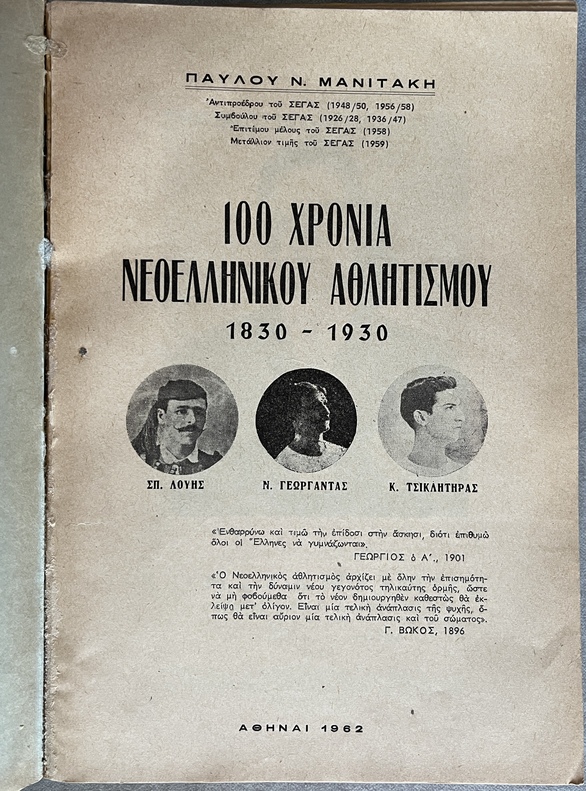 ΠΑΥΛΟΥ Ν. ΜΑΝΙΤΑΚΗ
Ἀντιπροέδρου τοῦ ΣΕΓΑΣ (1948/50, 1956/58)
Συμβούλου τοῦ ΣΕΓΑΣ (1926/28, 1936/47)
Ἐπιτίμου μέλους τοῦ ΣΕΓΑΣ (1958)
Μετάλλιον τιμῆς τοῦ ΣΕΓΑΣ (1959)
100 ΧΡΟΝΙΑ
ΝΕΟΕΛΛΗΝΙΚΟΥ ΑΘΛΗΤΙΣΜΟΥ
1830 - 1930
ΣΠ. ΛΟΥΗΣ
Ν. ΓΕΩΡΓΑΝΤΑΣ
Κ. ΤΣΙΚΛΗΤΗΡΑΣ
«Ἐνθαρρύνω καὶ τιμῶ τὴν ἐπίδοσι στὴν ἄσκησι, διότι ἐπιθυμῶ
ὅλοι οἱ Ἕλληνες νὰ γυμνάζωνται».
ΓΕΩΡΓΙΟΣ ὁ Α΄., 1901
«Ὁ Νεοελληνικὸς ἀθλητισμὸς ἀρχίζει μὲ ὅλην τὴν ἐπισημότη-
τα καὶ τὴν δύναμιν νέου γεγονότος τηλικαύτης ὁρμῆς, ὥστε
νὰ μὴ φοβούμεθα ὅτι τὸ νέον δημιουργηθὲν καθεστὼς θὰ ἐκ-
λείψῃ μετ᾽ ὀλίγον. Εἶναι μία τελικὴ ἀνάπλασις τῆς ψυχῆς, ὅ-
πως θὰ εἶναι αὔριον μία τελικὴ ἀνάπλασις καὶ τοῦ σώματος».
Γ. ΒΩΚΟΣ, 1896
ΑΘΗΝΑΙ 1962